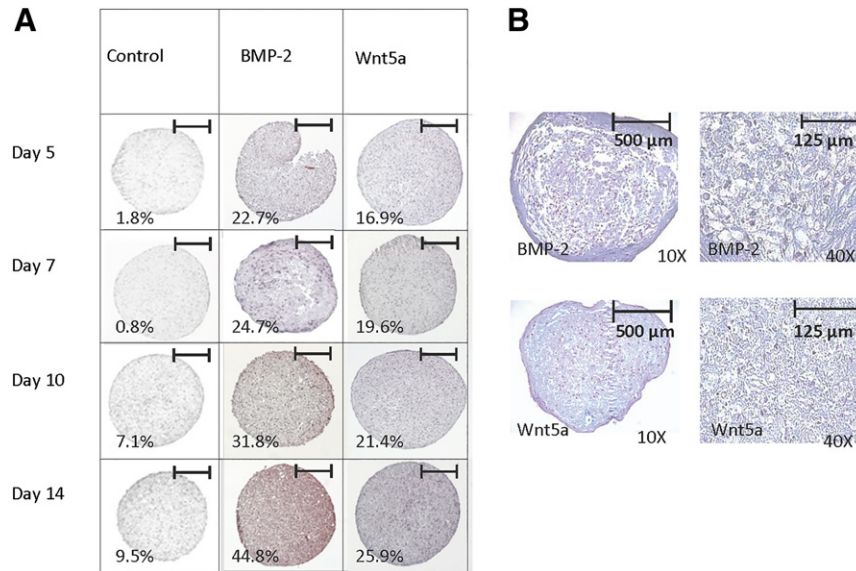 A
Control BMP-2 Wnt5a
Day 5
1.8% 22.7% 16.9%
Day 7
0.8% 24.7% 19.6%
Day 10
7.1% 31.8% 21.4%
Day 14
9.5% 44.8% 25.9%
B
500 µm 125 µm
BMP-2 10X BMP-2 40X
500 µm 125 µm
Wnt5a 10X Wnt5a 40X